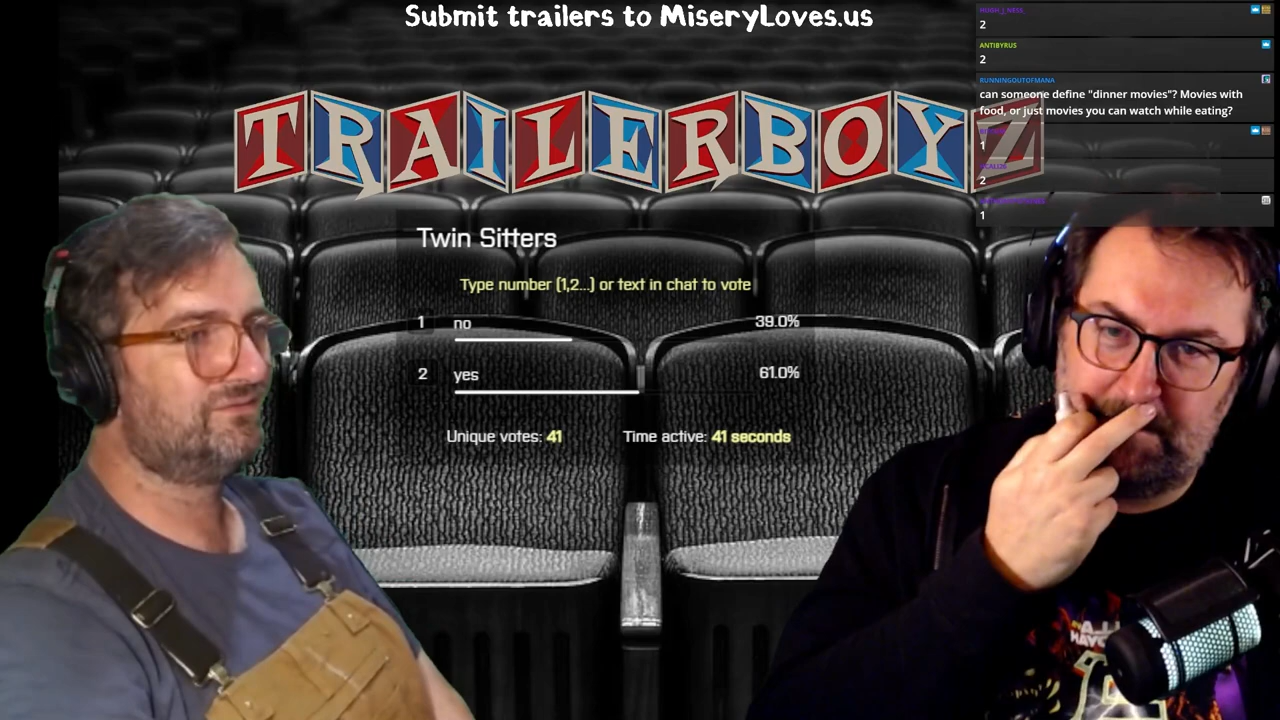 Submit trailers to MiseryLoves.us
TRAILERBOYZ
2
ANTIBYRUS
2
RUNNINGOUTOFMANA
can someone define "dinner movies"? Movies with
food, or just movies you can watch while eating?
1
2
1
Twin Sitters
Type number (1,2...) or text in chat to vote
1 no 39.0%
2 yes 61.0%
Unique votes: 41 Time active: 41 seconds